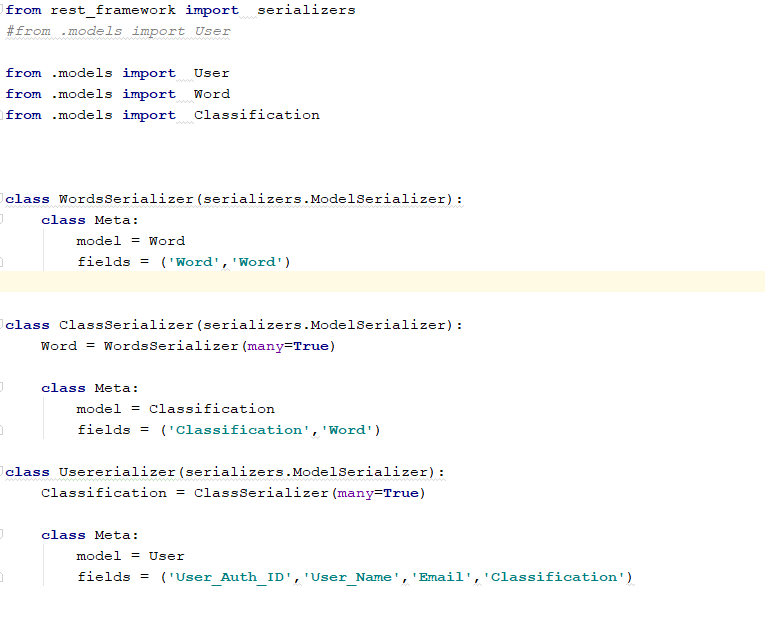 from rest_framework import  serializers
#from .models import User
from .models import  User
from .models import  Word
from .models import  Classification
class WordsSerializer(serializers.ModelSerializer):
    class Meta:
        model = Word
        fields = ('Word','Word')
class ClassSerializer(serializers.ModelSerializer):
    Word = WordsSerializer(many=True)
    class Meta:
        model = Classification
        fields = ('Classification','Word')
class Usererializer(serializers.ModelSerializer):
    Classification = ClassSerializer(many=True)
    class Meta:
        model = User
        fields = ('User_Auth_ID','User_Name','Email','Classification')